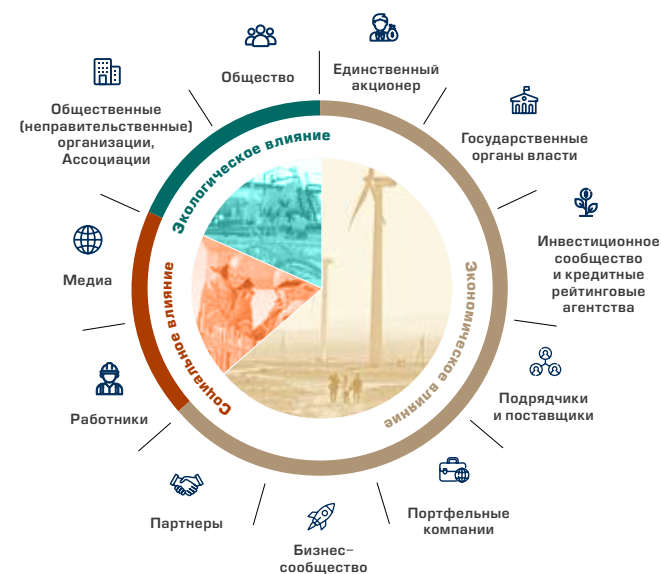 Общество
Единственный
акционер
Государственные
органы власти
Инвестиционное
сообщество
и кредитные
рейтинговые
агентства
Подрядчики
и поставщики
Портфельные
компании
Бизнес–
сообщество
Партнеры
Работники
Медиа
Общественные
(неправительственные)
организации,
Ассоциации
Экологическое влияние
Социальное влияние
Экономическое влияние